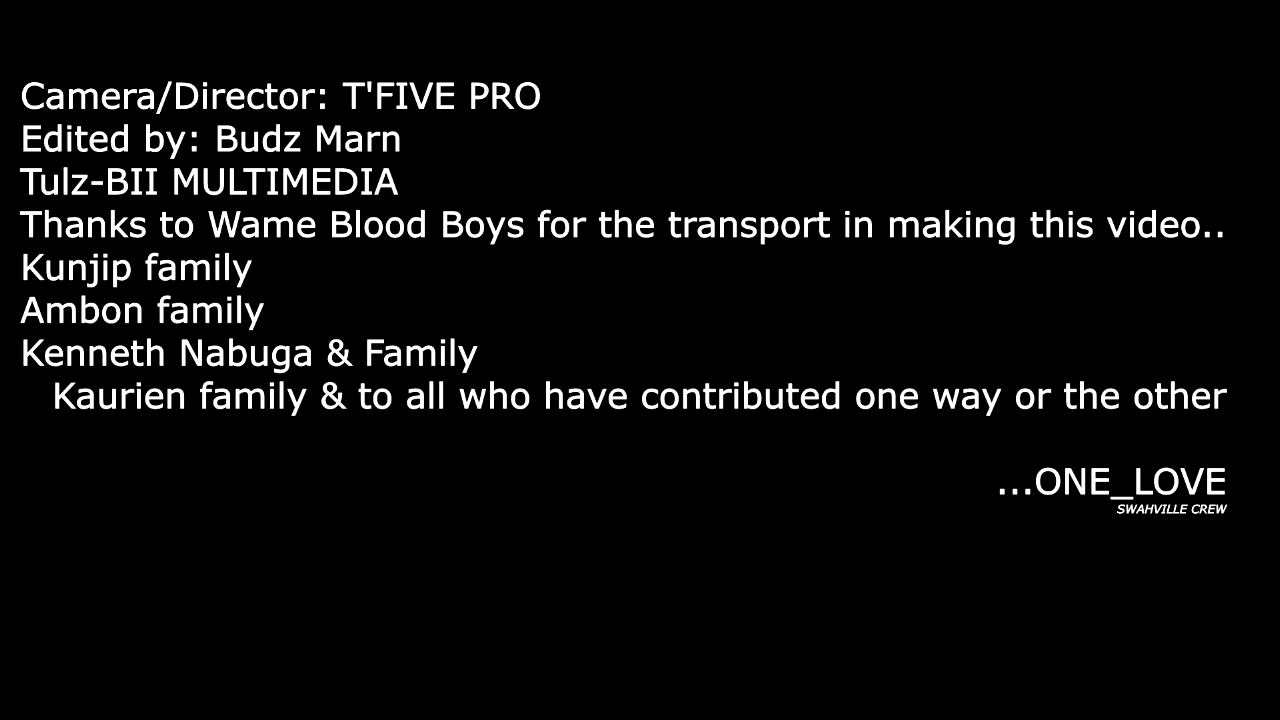 Camera/Director: T'FIVE PRO
Edited by: Budz Marn
Tulz-BII MULTIMEDIA
Thanks to Wame Blood Boys for the transport in making this video..
Kunjip family
Ambon family
Kenneth Nabuga & Family
Kaurien family & to all who have contributed one way or the other
...ONE_LOVE
SWAHVILLE CREW